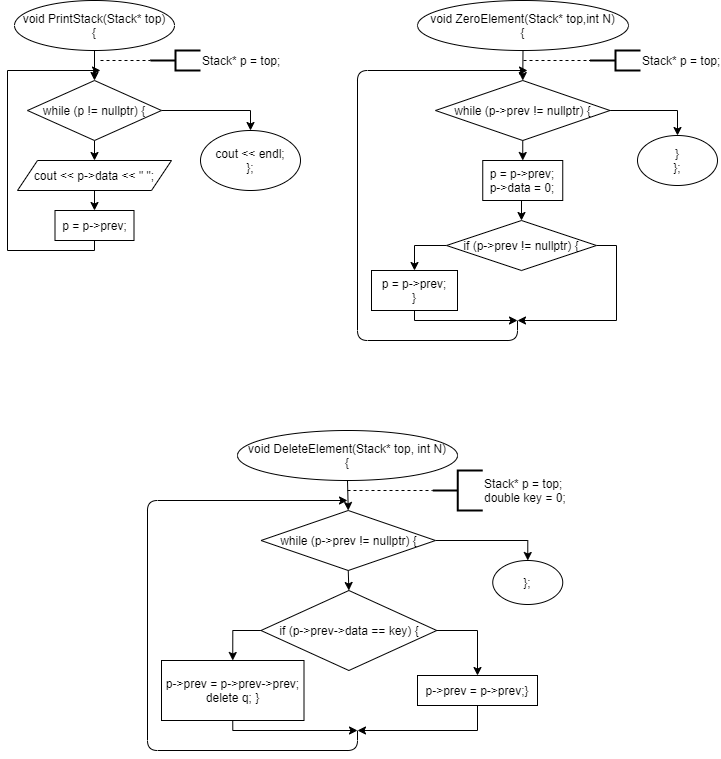 void PrintStack(Stack* top)
{
Stack* p = top;
while (p != nullptr) {
cout << endl;
};
cout << p->data << " ";
p = p->prev;
void ZeroElement(Stack* top,int N)
{
Stack* p = top;
while (p->prev != nullptr) {
}
};
p = p->prev;
p->data = 0;
if (p->prev != nullptr) {
p = p->prev;
}
void DeleteElement(Stack* top, int N)
{
Stack* p = top;
double key = 0;
while (p->prev != nullptr) {
};
if (p->prev->data == key) {
p->prev = p->prev->prev;
delete q; }
p->prev = p->prev;}